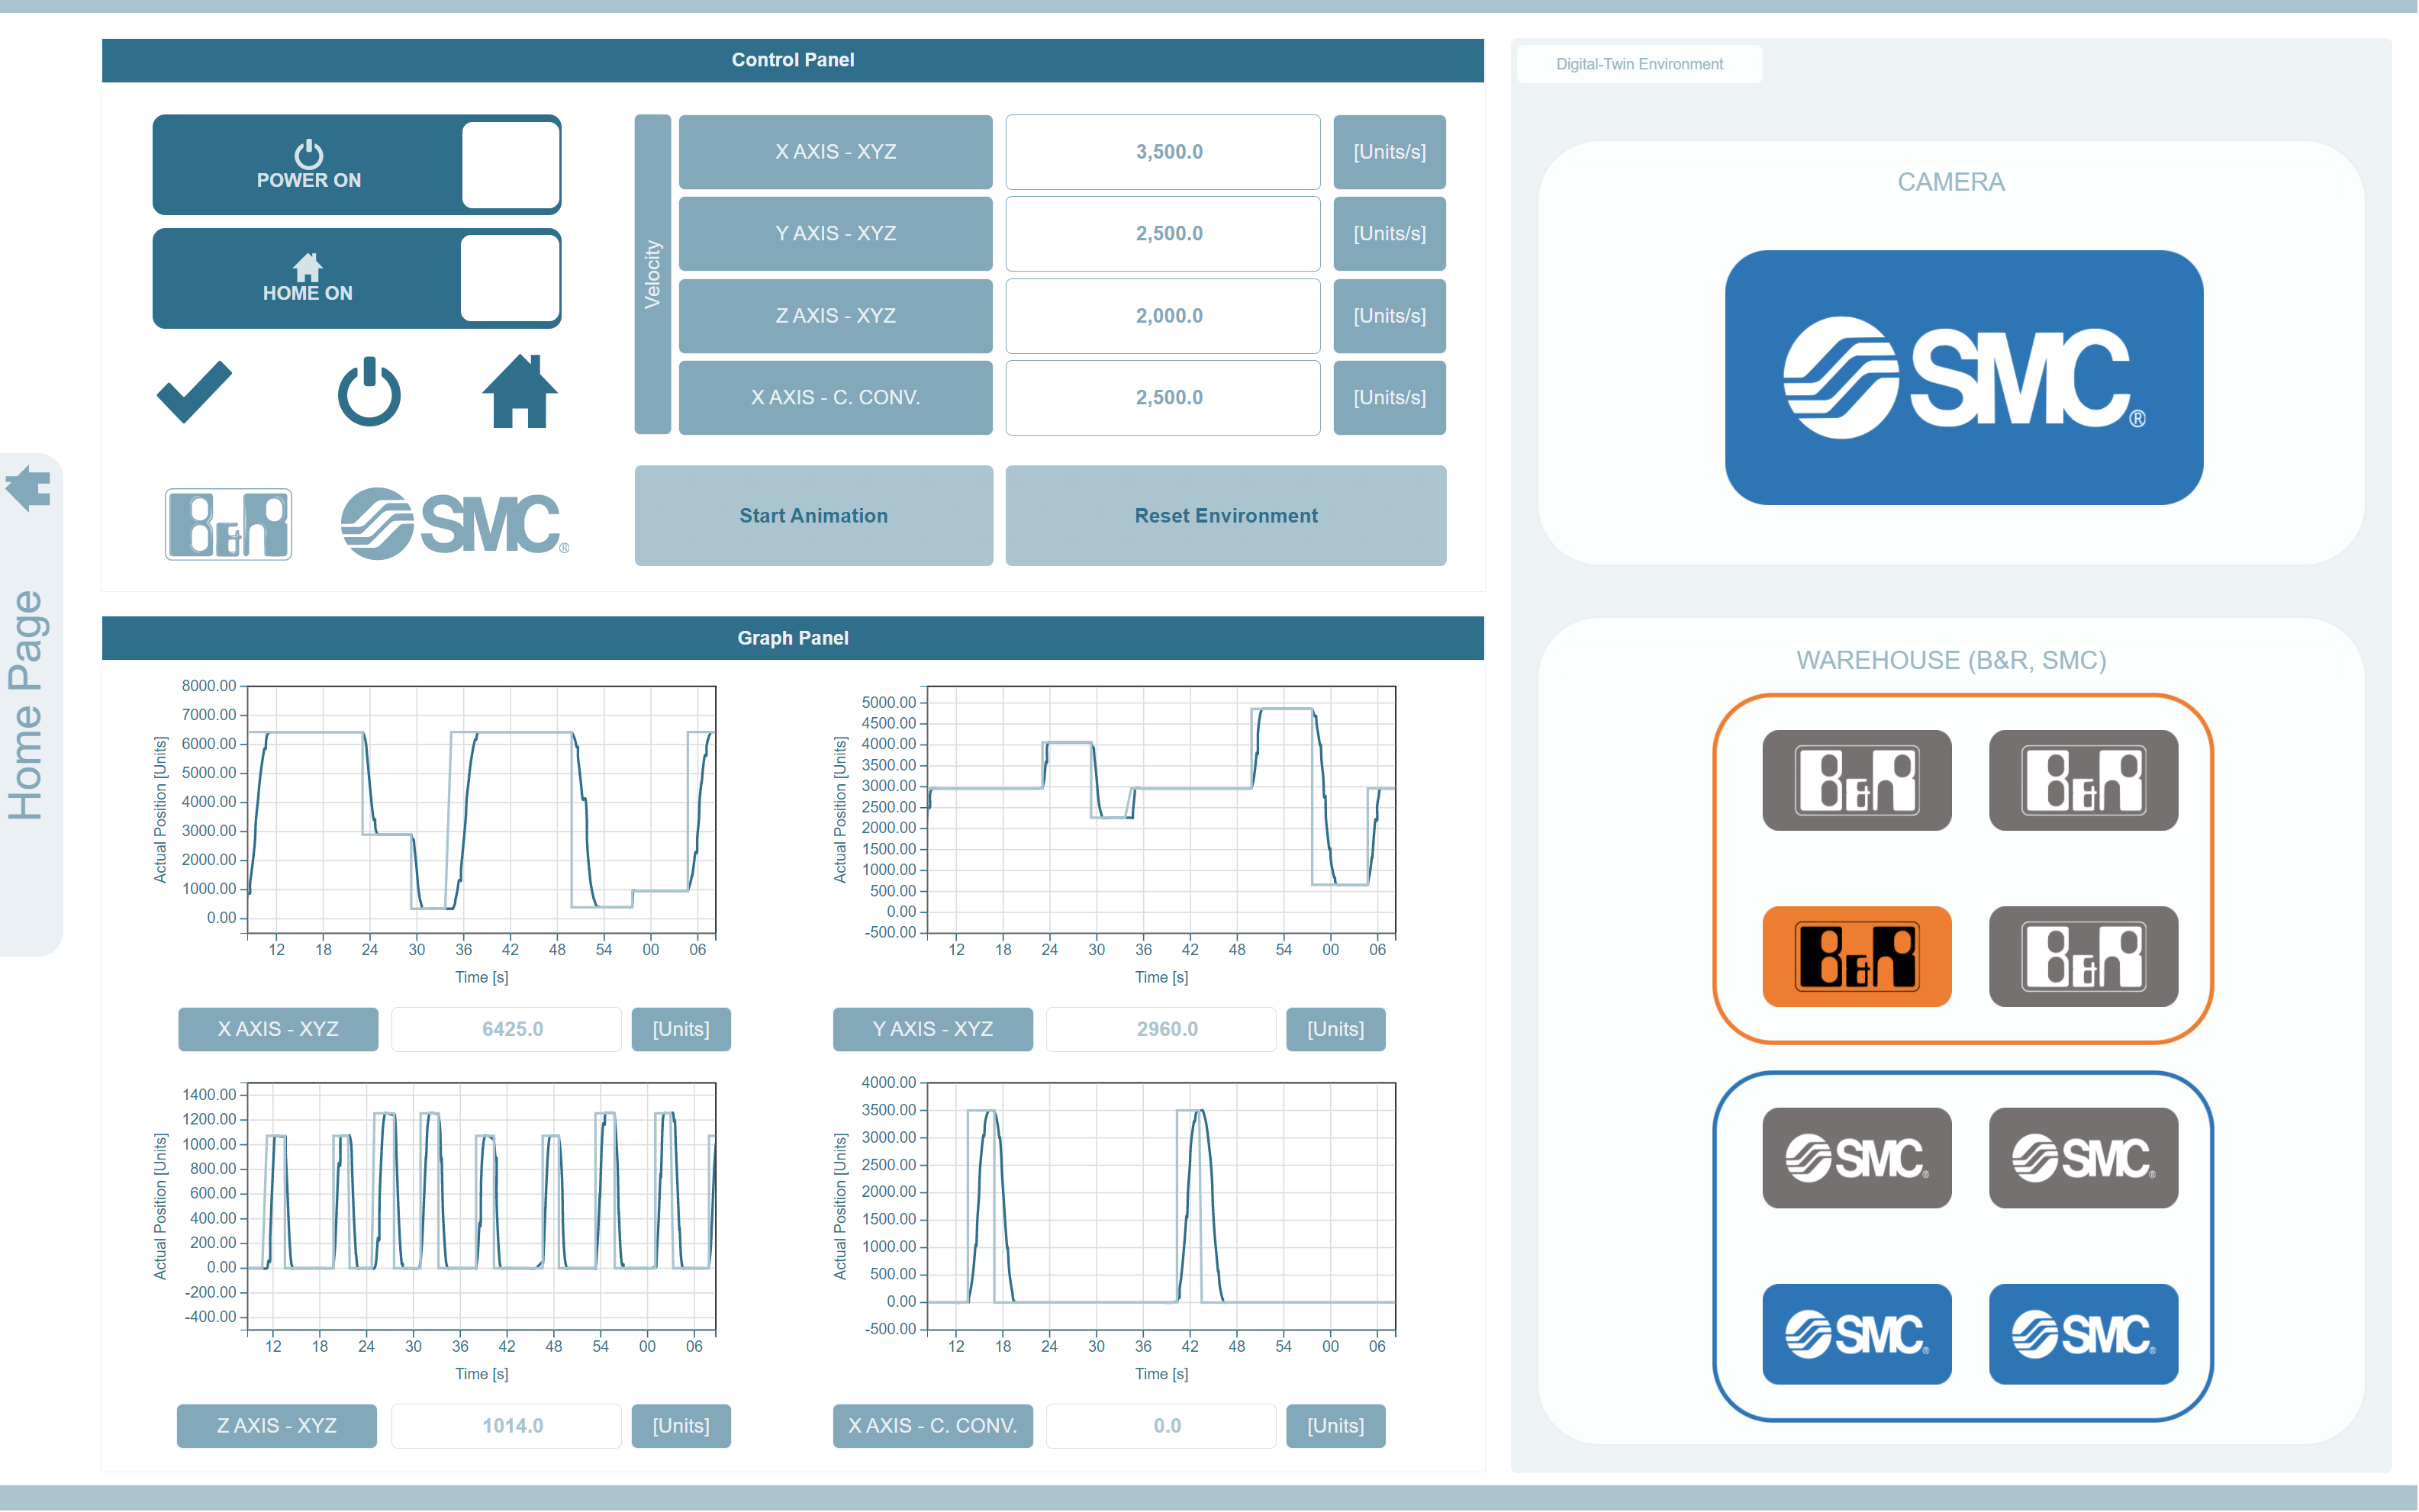 Home Page
Control Panel
POWER ON
HOME ON
B&R
SMC®
Velocity
X AXIS - XYZ 3,500.0 [Units/s]
Y AXIS - XYZ 2,500.0 [Units/s]
Z AXIS - XYZ 2,000.0 [Units/s]
X AXIS - C. CONV. 2,500.0 [Units/s]
Start Animation Reset Environment
Graph Panel
Actual Position [Units]
8000.00
7000.00
6000.00
5000.00
4000.00
3000.00
2000.00
1000.00
0.00
12 18 24 30 36 42 48 54 00 06
Time [s]
X AXIS - XYZ 6425.0 [Units]
Actual Position [Units]
5000.00
4500.00
4000.00
3500.00
3000.00
2500.00
2000.00
1500.00
1000.00
500.00
0.00
-500.00
12 18 24 30 36 42 48 54 00 06
Time [s]
Y AXIS - XYZ 2960.0 [Units]
Actual Position [Units]
1400.00
1200.00
1000.00
800.00
600.00
400.00
200.00
0.00
-200.00
-400.00
12 18 24 30 36 42 48 54 00 06
Time [s]
Z AXIS - XYZ 1014.0 [Units]
Actual Position [Units]
4000.00
3500.00
3000.00
2500.00
2000.00
1500.00
1000.00
500.00
0.00
-500.00
12 18 24 30 36 42 48 54 00 06
Time [s]
X AXIS - C. CONV. 0.0 [Units]
Digital-Twin Environment
CAMERA
SMC®
WAREHOUSE (B&R, SMC)
B&R B&R
B&R B&R
SMC® SMC®
SMC® SMC®